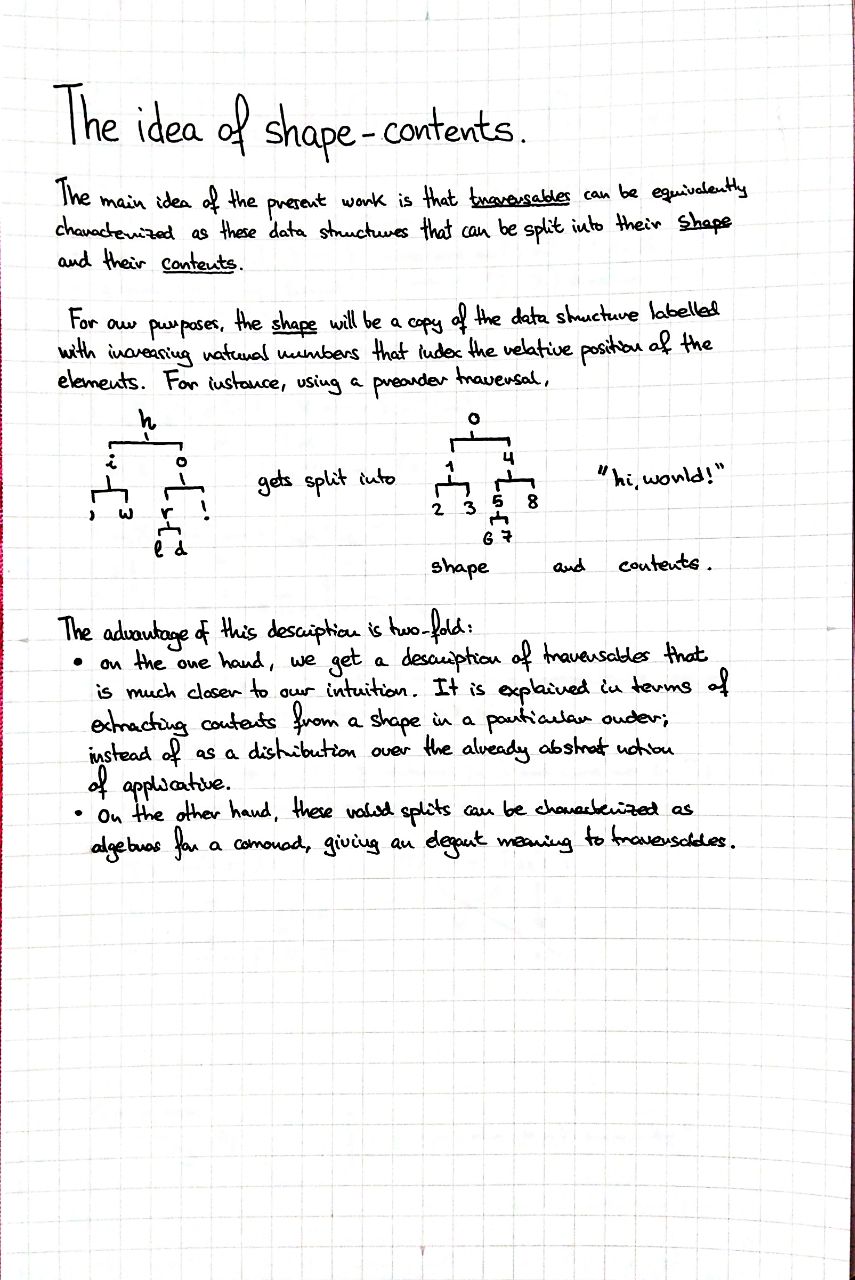 The idea of shape-contents.
The main idea of the present work is that traversables can be equivalently
characterized as these data structures that can be split into their shape
and their contents.
For our purposes, the shape will be a copy of the data structure labelled
with increasing natural numbers that index the relative position of the
elements. For instance, using a preorder traversal,
h
i o
, w r !
l d
gets split into
0
1 4
2 3 5 8
6 7
"hi, world!"
shape and contents.
The advantage of this description is two-fold:
• on the one hand, we get a description of traversables that
is much closer to our intuition. It is explained in terms of
extracting contents from a shape in a particular order;
instead of as a distribution over the already abstrat notion
of applicative.
• On the other hand, these valid splits can be characterized as
algebras for a comonad, giving an elegant meaning to traversables.